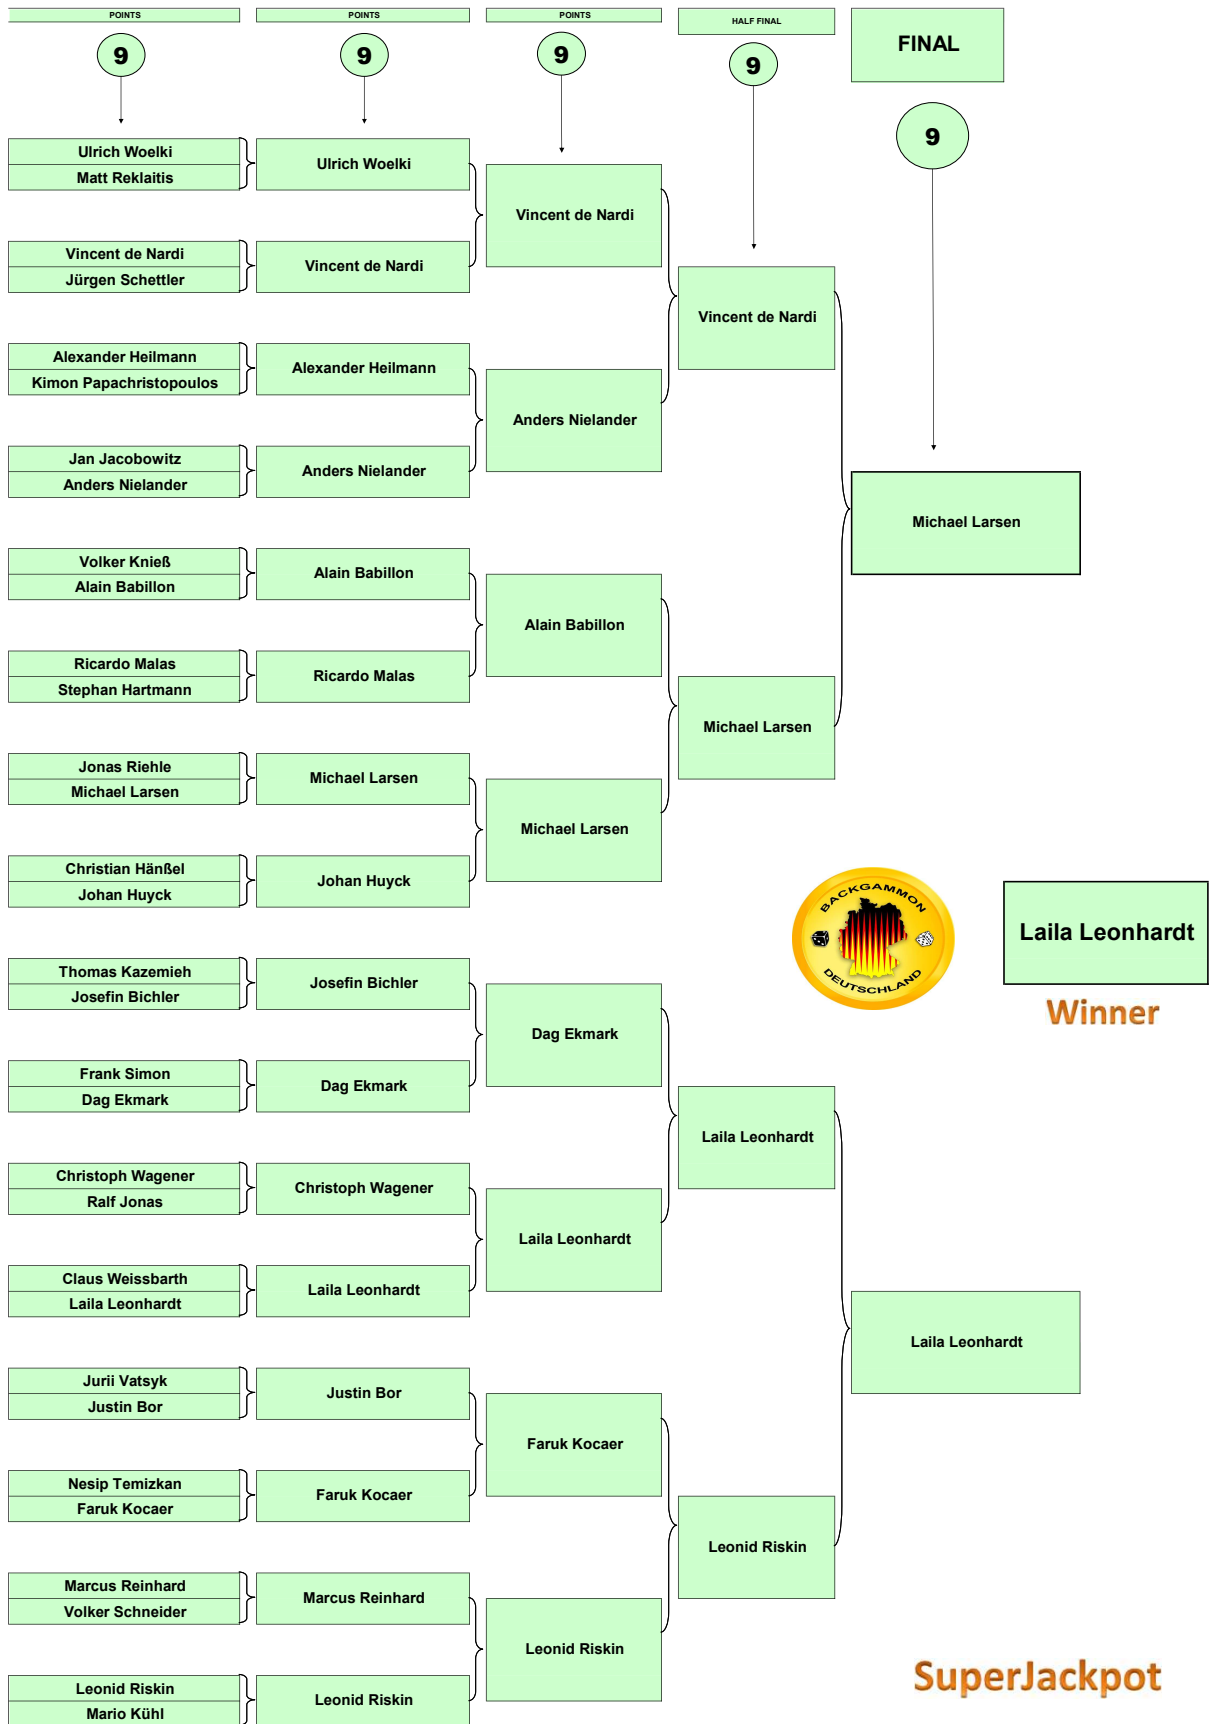 POINTS
POINTS
POINTS
HALF FINAL
FINAL
9
9
9
9
9
Ulrich Woelki
Matt Reklaitis
Vincent de Nardi
Jürgen Schettler
Alexander Heilmann
Kimon Papachristopoulos
Jan Jacobowitz
Anders Nielander
Volker Knieß
Alain Babillon
Ricardo Malas
Stephan Hartmann
Jonas Riehle
Michael Larsen
Christian Hänßel
Johan Huyck
Thomas Kazemieh
Josefin Bichler
Frank Simon
Dag Ekmark
Christoph Wagener
Ralf Jonas
Claus Weissbarth
Laila Leonhardt
Jurii Vatsyk
Justin Bor
Nesip Temizkan
Faruk Kocaer
Marcus Reinhard
Volker Schneider
Leonid Riskin
Mario Kühl
Ulrich Woelki
Vincent de Nardi
Alexander Heilmann
Anders Nielander
Alain Babillon
Ricardo Malas
Michael Larsen
Johan Huyck
Josefin Bichler
Dag Ekmark
Christoph Wagener
Laila Leonhardt
Justin Bor
Faruk Kocaer
Marcus Reinhard
Leonid Riskin
Vincent de Nardi
Anders Nielander
Alain Babillon
Michael Larsen
Dag Ekmark
Laila Leonhardt
Faruk Kocaer
Leonid Riskin
Vincent de Nardi
Michael Larsen
Laila Leonhardt
Leonid Riskin
Michael Larsen
Laila Leonhardt
BACKGAMMON
DEUTSCHLAND
Laila Leonhardt
Winner
SuperJackpot